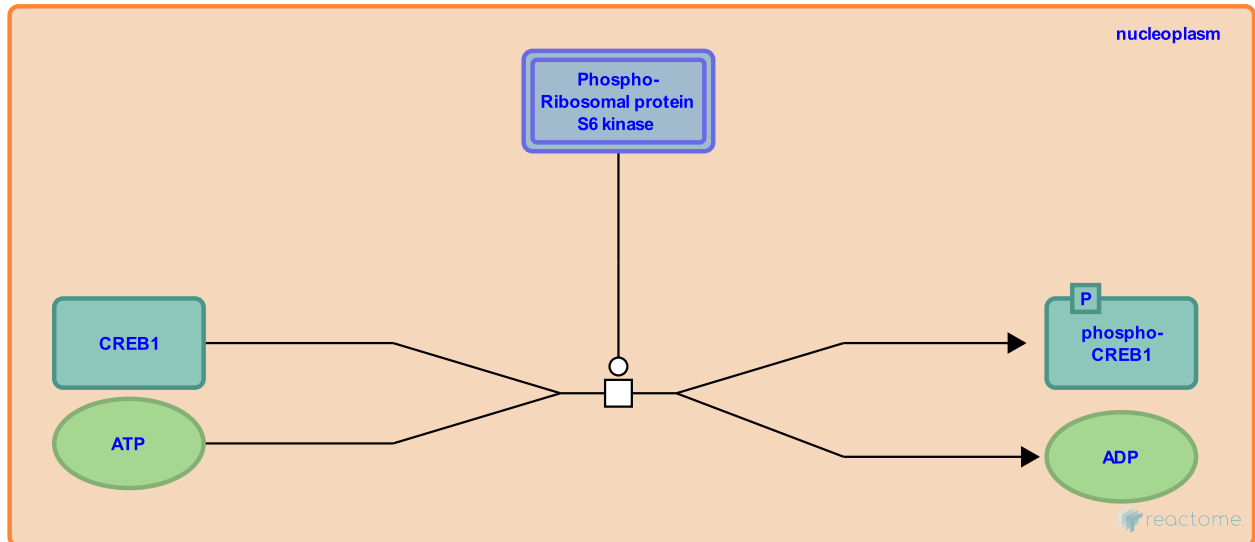 nucleoplasm
Phospho-
Ribosomal protein
S6 kinase
CREB1
P
phospho-
CREB1
ATP
ADP
reactome